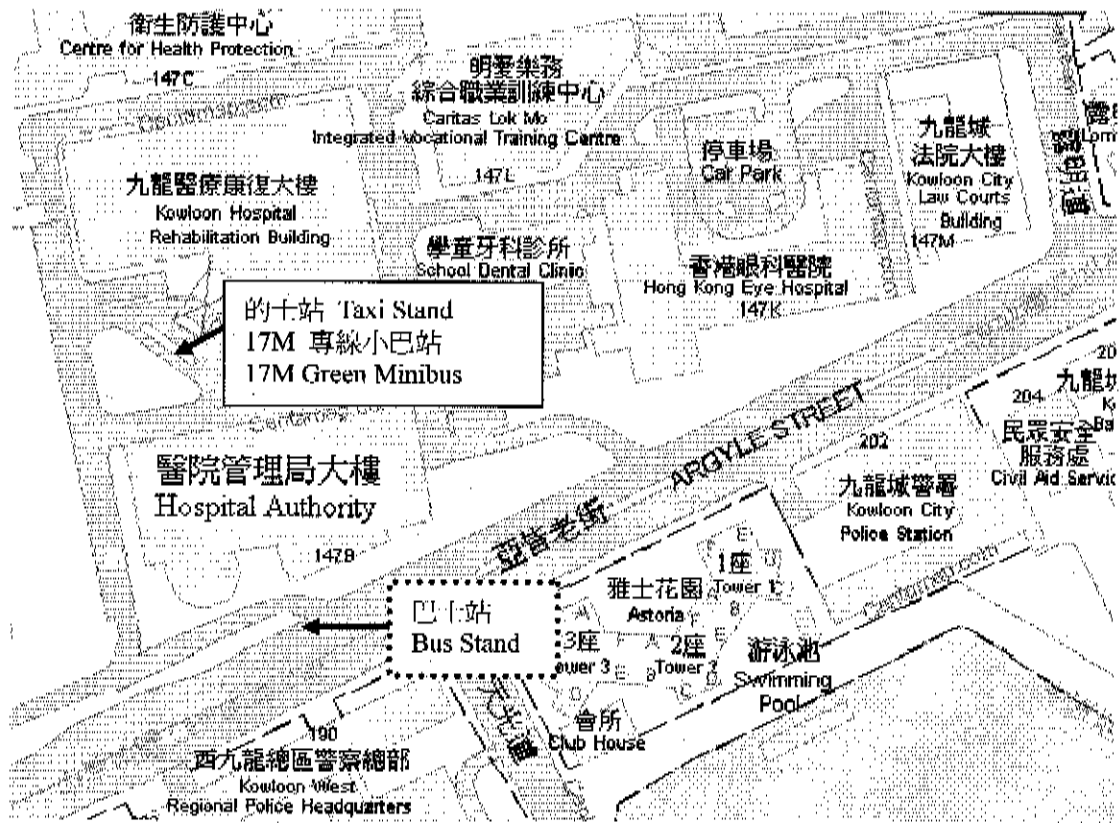 衛生防護中心
Centre for Health Protection
147C
明愛樂務
綜合職業訓練中心
Caritas Lok Mo
Integrated Vocational Training Centre
147L
停車場
Car Park
九龍城
法院大樓
Kowloon City
Law Courts
Building
147M
九龍醫療康復大樓
Kowloon Hospital
Rehabilitation Building
學童牙科診所
School Dental Clinic
香港眼科醫院
Hong Kong Eye Hospital
147K
的士站 Taxi Stand
17M 專線小巴站
17M Green Minibus
醫院管理局大樓
Hospital Authority
147B
亞皆老街
ARGYLE STREET
202
204
九龍城警署
Kowloon City
Police Station
民眾安全
服務處
Civil Aid Servic
巴士站
Bus Stand
雅士花園
Astoria
1座
Tower 1
2座
Tower 2
3座
ower 3
游泳池
Swimming
Pool
會所
Club House
天光道
190
西九龍總區警察總部
Kowloon West
Regional Police Headquarters